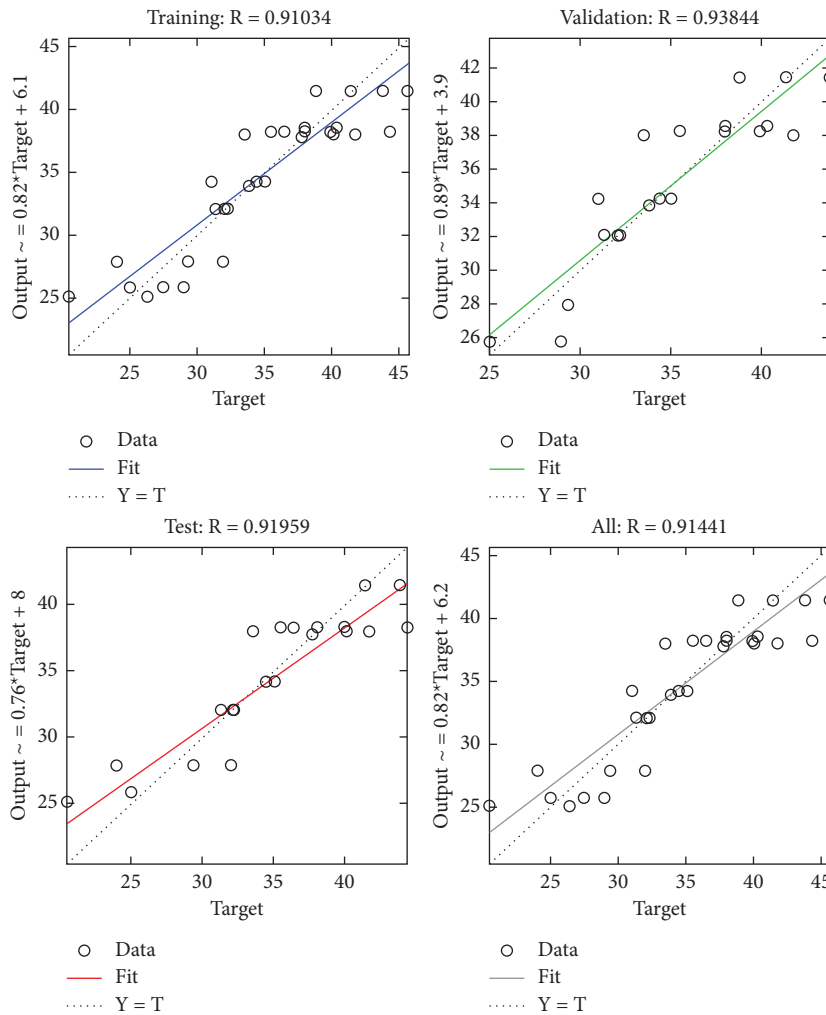 Training: R = 0.91034
Output ~ = 0.82*Target + 6.1
45
40
35
30
25
25 30 35 40 45
Target
Data
Fit
Y = T
Validation: R = 0.93844
Output ~ = 0.89*Target + 3.9
42
40
38
36
34
32
30
28
26
25 30 35 40
Target
Data
Fit
Y = T
Test: R = 0.91959
Output ~ = 0.76*Target + 8
40
35
30
25
25 30 35 40
Target
Data
Fit
Y = T
All: R = 0.91441
Output ~ = 0.82*Target + 6.2
45
40
35
30
25
25 30 35 40 45
Target
Data
Fit
Y = T